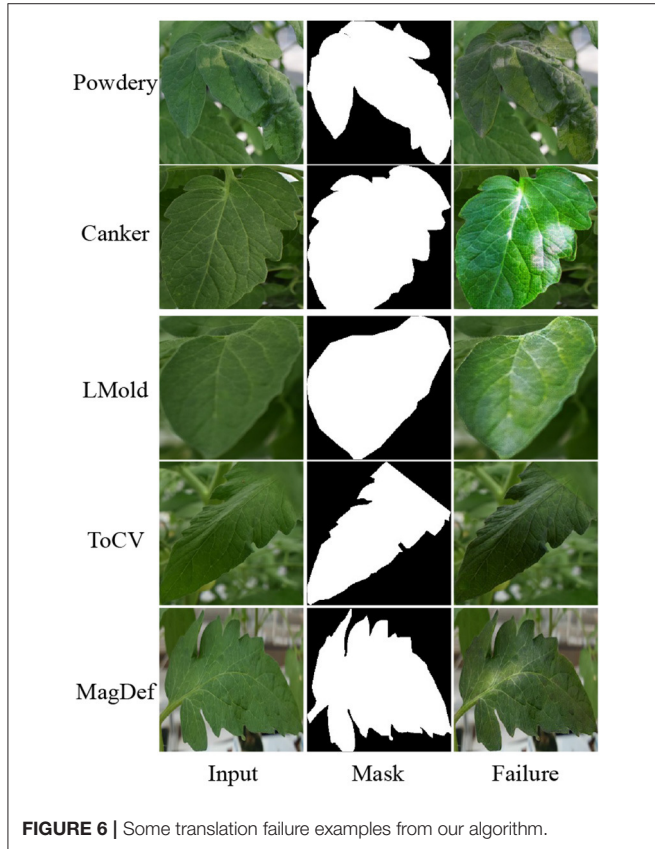 Powdery
Canker
LMold
ToCV
MagDef
Input Mask Failure
FIGURE 6 | Some translation failure examples from our algorithm.